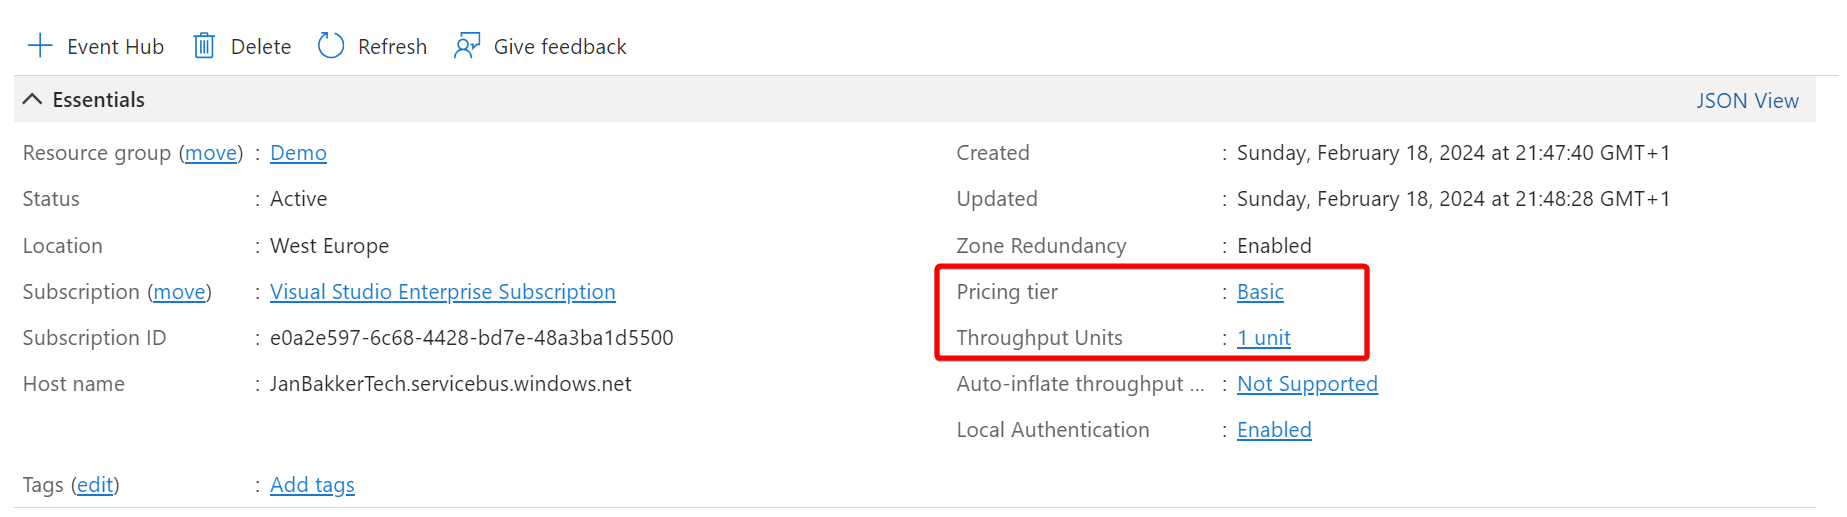 Event Hub Delete Refresh Give feedback
Essentials JSON View
Resource group (move) : Demo
Status : Active
Location : West Europe
Subscription (move) : Visual Studio Enterprise Subscription
Subscription ID : e0a2e597-6c68-4428-bd7e-48a3ba1d5500
Host name : JanBakkerTech.servicebus.windows.net
Created : Sunday, February 18, 2024 at 21:47:40 GMT+1
Updated : Sunday, February 18, 2024 at 21:48:28 GMT+1
Zone Redundancy : Enabled
Pricing tier : Basic
Throughput Units : 1 unit
Auto-inflate throughput ... : Not Supported
Local Authentication : Enabled
Tags (edit) : Add tags